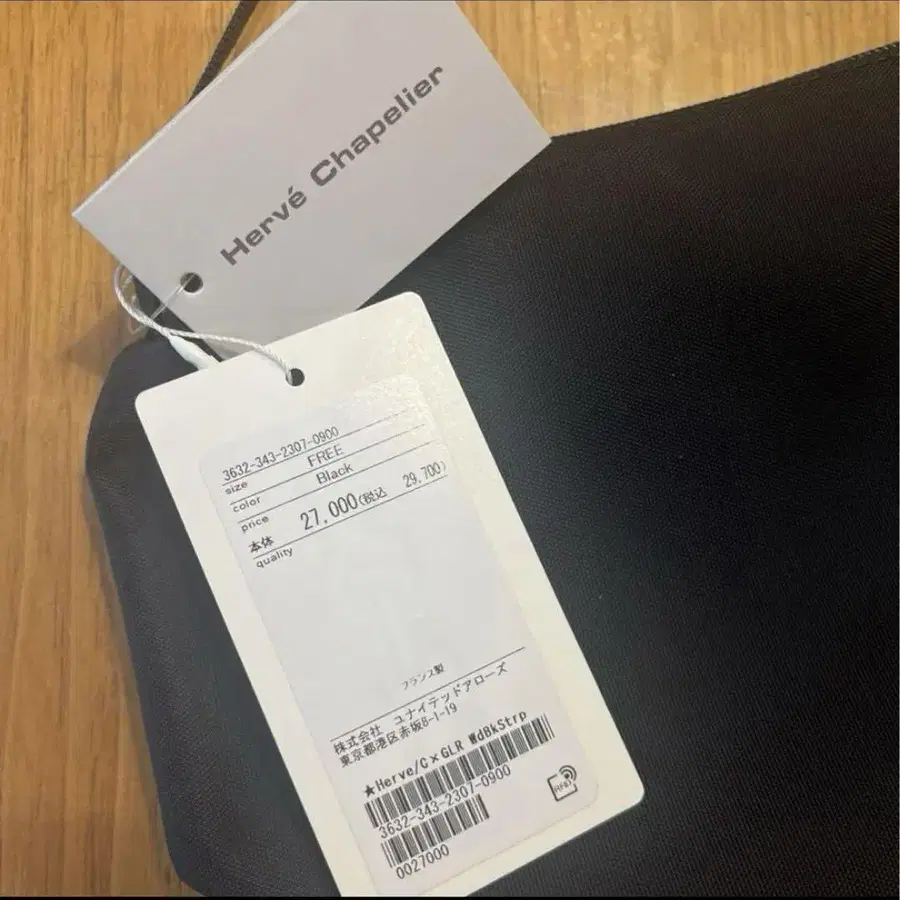 Hervé Chapelier
3632-343-2307-0900
size FREE
color Black
price
本体 27,000(税込 29,700)
quality
フランス製
株式会社 ユナイテッドアローズ
東京都港区赤坂8-1-19
★Herve/C×GLR WdBkStrp
3632-343-2307-0900
0027000
RFID